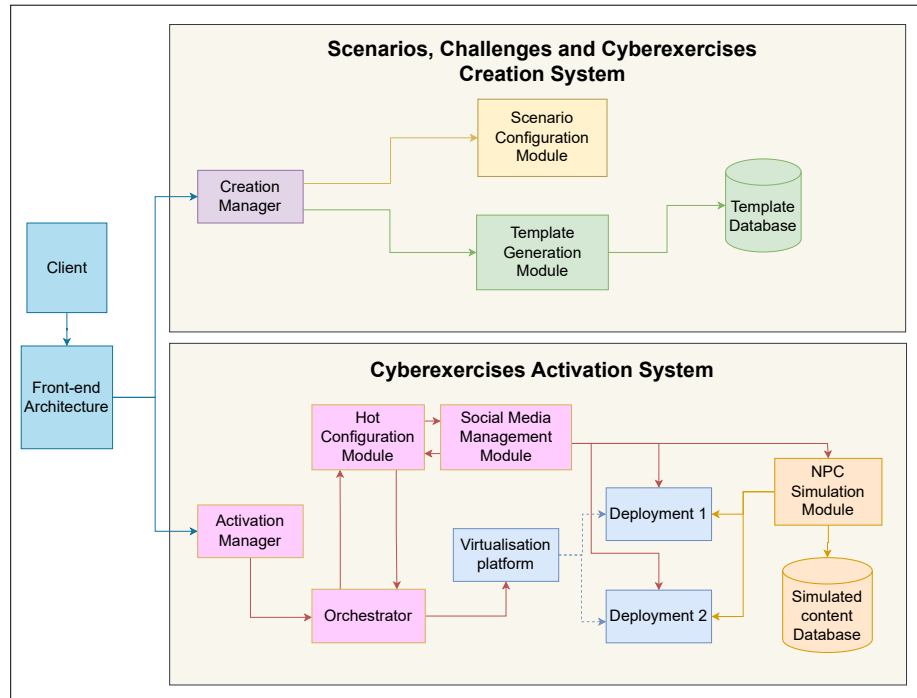 Scenarios, Challenges and Cyberexercises
Creation System
Scenario
Configuration
Module
Creation
Manager
Template
Generation
Module
Template
Database
Client
Front-end
Architecture
Cyberexercises Activation System
Hot
Configuration
Module
Social Media
Management
Module
NPC
Simulation
Module
Activation
Manager
Virtualisation
platform
Deployment 1
Orchestrator
Deployment 2
Simulated
content
Database